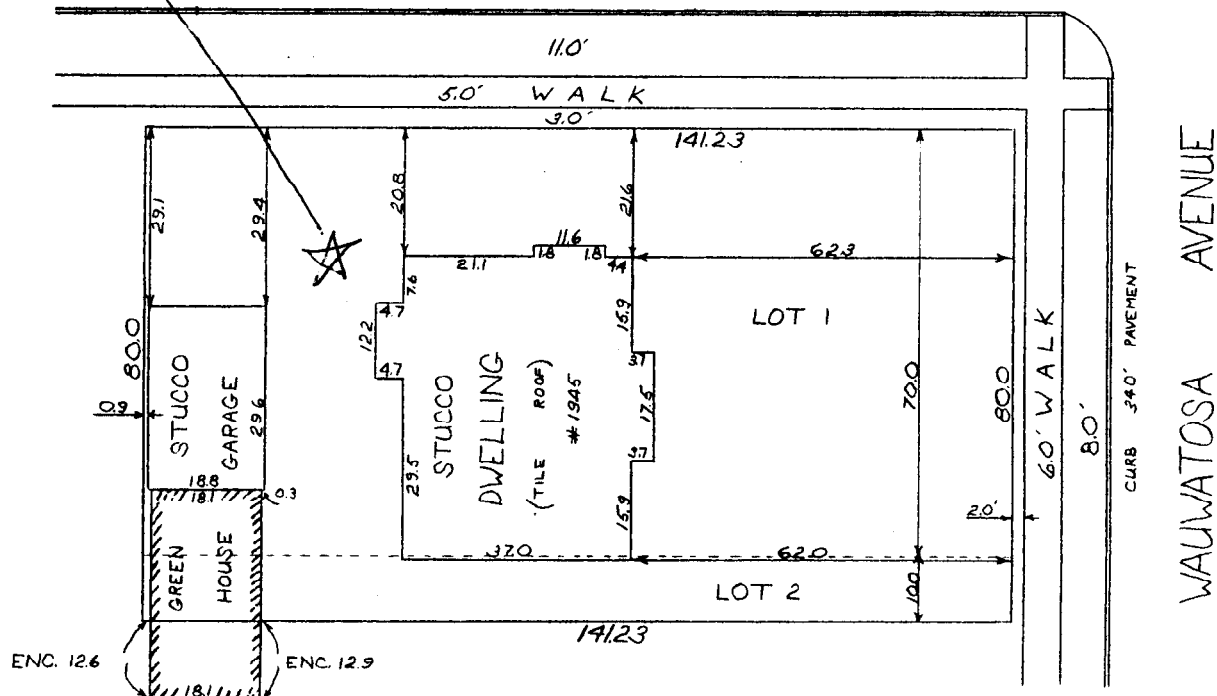 11.0'
5.0' WALK
3.0'
141.23
29.1
29.4
20.8
21.6
11.6
1.8
1.8
21.1
4.4
62.3
7.6
4.7
12.2
4.7
15.9
3.7
17.5
3.7
15.9
LOT 1
80.0
0.9
STUCCO
GARAGE
29.6
STUCCO
DWELLING
(TILE ROOF)
#1945
29.5
70.0
80.0
6.0' WALK
8.0'
CURB 34.0' PAVEMENT
WAUWATOSA AVENUE
18.8
18.1
0.3
2.0'
GREEN
HOUSE
37.0
62.0
10.0
LOT 2
141.23
ENC. 12.6
ENC. 12.9
18.1